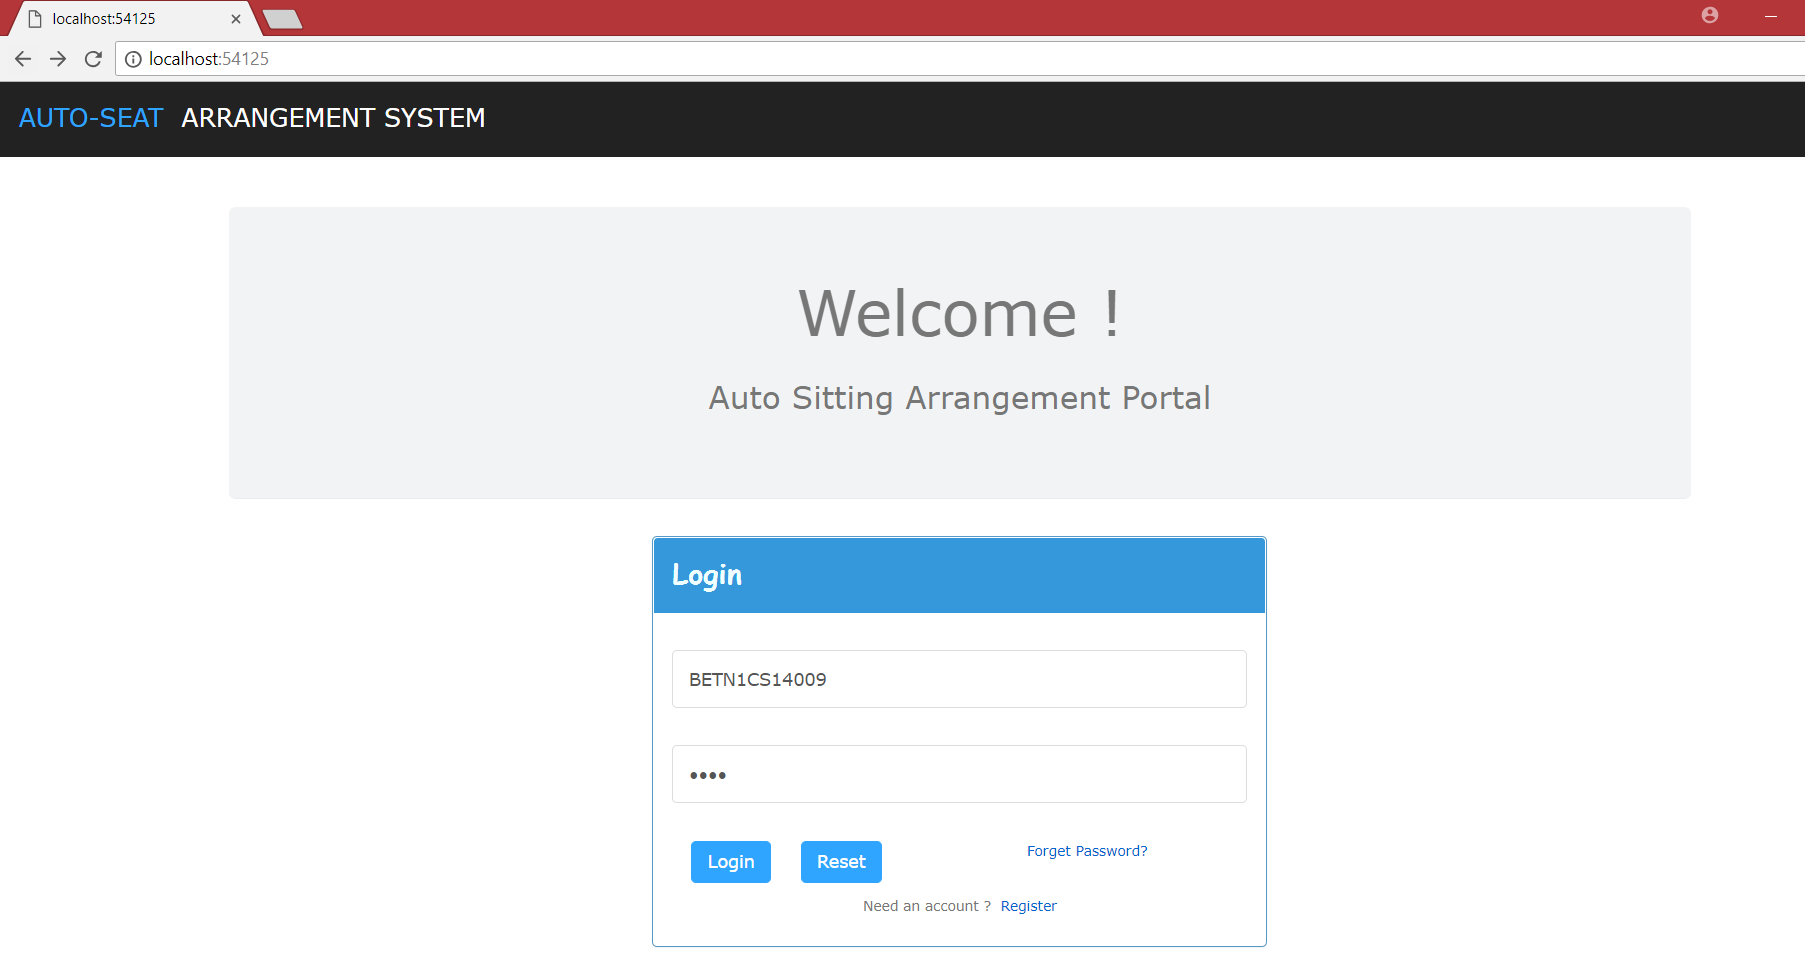 localhost:54125
localhost:54125
AUTO-SEAT ARRANGEMENT SYSTEM
Welcome !
Auto Sitting Arrangement Portal
Login
BETN1CS14009
••••
Login Reset Forget Password?
Need an account ? Register